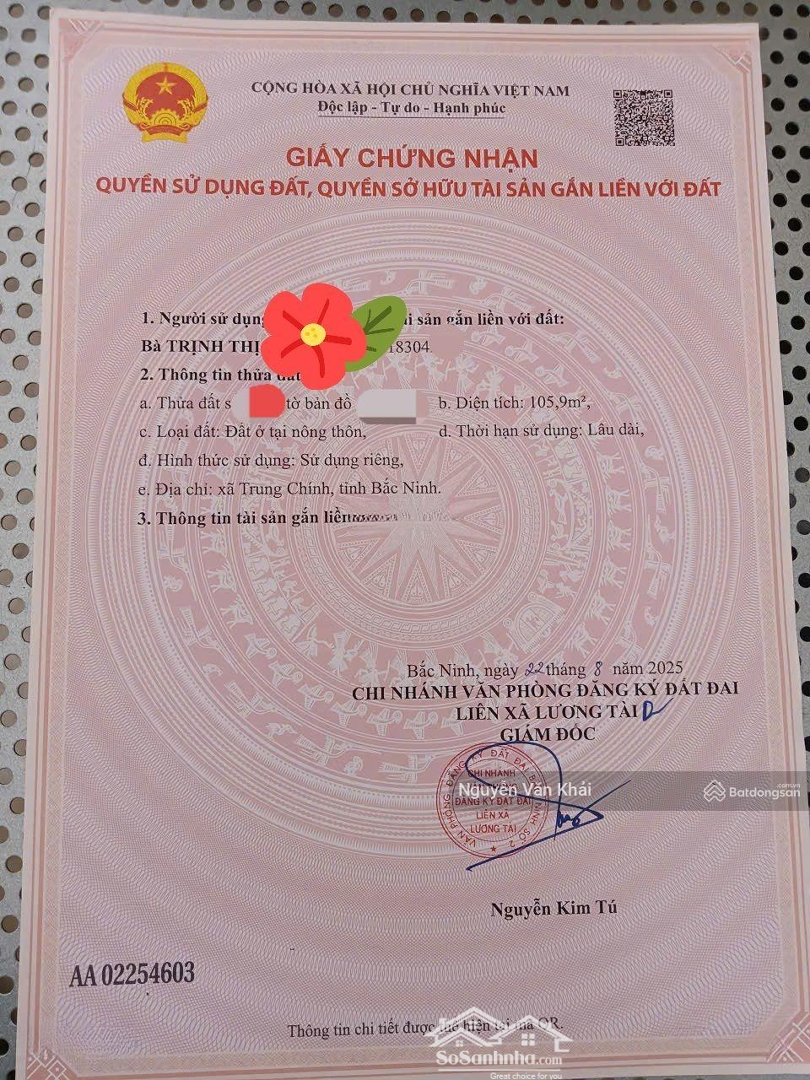 CỘNG HÒA XÃ HỘI CHỦ NGHĨA VIỆT NAM
Độc lập - Tự do - Hạnh phúc
GIẤY CHỨNG NHẬN
QUYỀN SỬ DỤNG ĐẤT, QUYỀN SỞ HỮU TÀI SẢN GẮN LIỀN VỚI ĐẤT
1. Người sử dụng sản gắn liền với đất:
Bà TRỊNH THỊ 18304
2. Thông tin thửa đất
a. Thửa đất s tờ bản đồ b. Diện tích: 105,9m²,
c. Loại đất: Đất ở tại nông thôn, d. Thời hạn sử dụng: Lâu dài,
đ. Hình thức sử dụng: Sử dụng riêng,
e. Địa chỉ: xã Trung Chính, tỉnh Bắc Ninh.
3. Thông tin tài sản gắn liền
Bắc Ninh, ngày 22 tháng 8 năm 2025
CHI NHÁNH VĂN PHÒNG ĐĂNG KÝ ĐẤT ĐAI
LIÊN XÃ LƯƠNG TÀI
GIÁM ĐỐC
CHI NHÁNH
ĐĂNG KÝ ĐẤT ĐAI
LIÊN XÃ
LƯƠNG TÀI
Nguyễn Văn Khải
Batdongsan.com.vn
Nguyễn Kim Tú
AA 02254603
Thông tin chi tiết được thể hiện tại mã QR.
SoSanhnha.com
Great choice for you